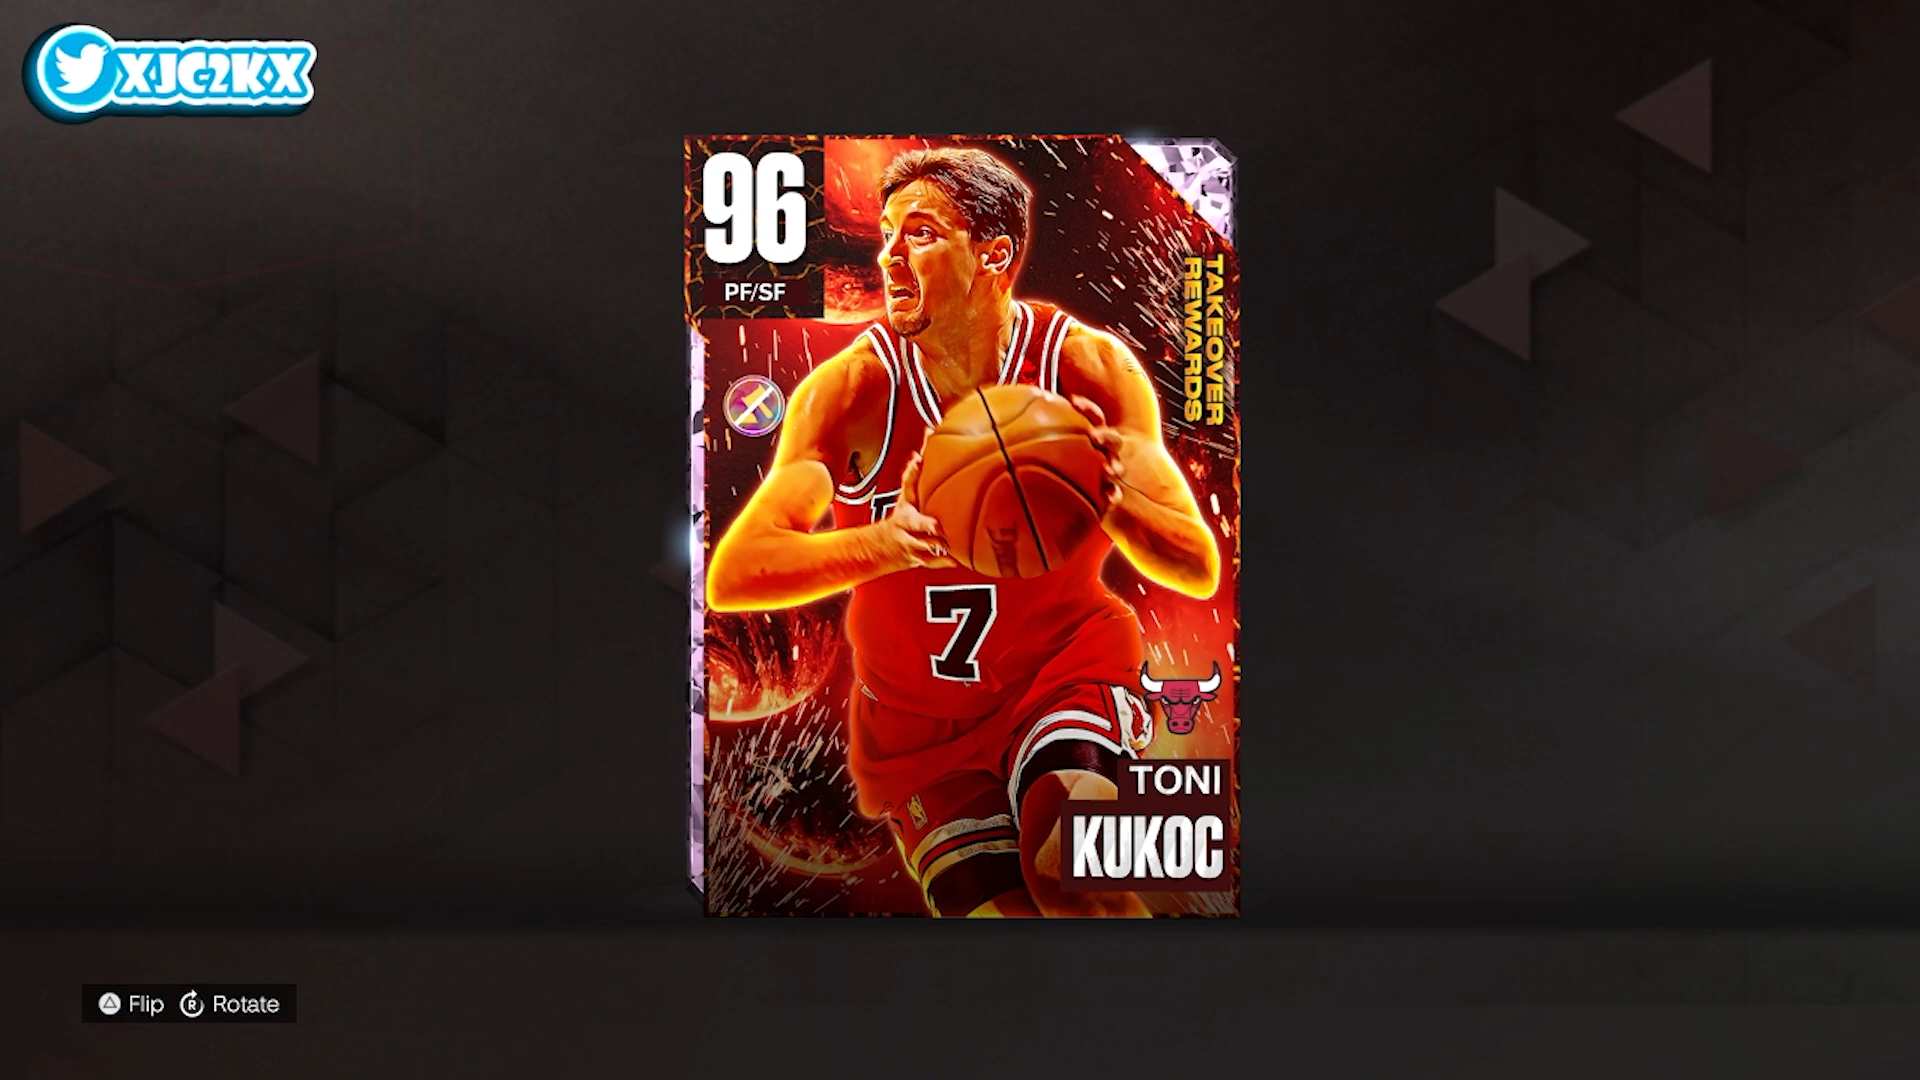 XJC2KX
96
PF/SF
TAKEOVER
REWARDS
7
TONI
KUKOC
Flip R Rotate